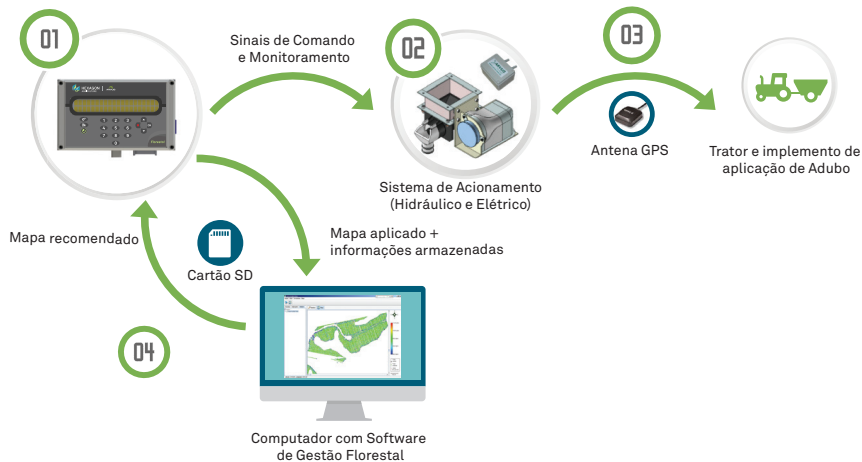 01
Sinais de Comando
e Monitoramento
02
03
HEXAGON
Antena GPS
Trator e implemento de
aplicação de Adubo
Sistema de Acionamento
(Hidráulico e Elétrico)
Mapa recomendado
Cartão SD
Mapa aplicado +
informações armazenadas
04
Computador com Software
de Gestão Florestal